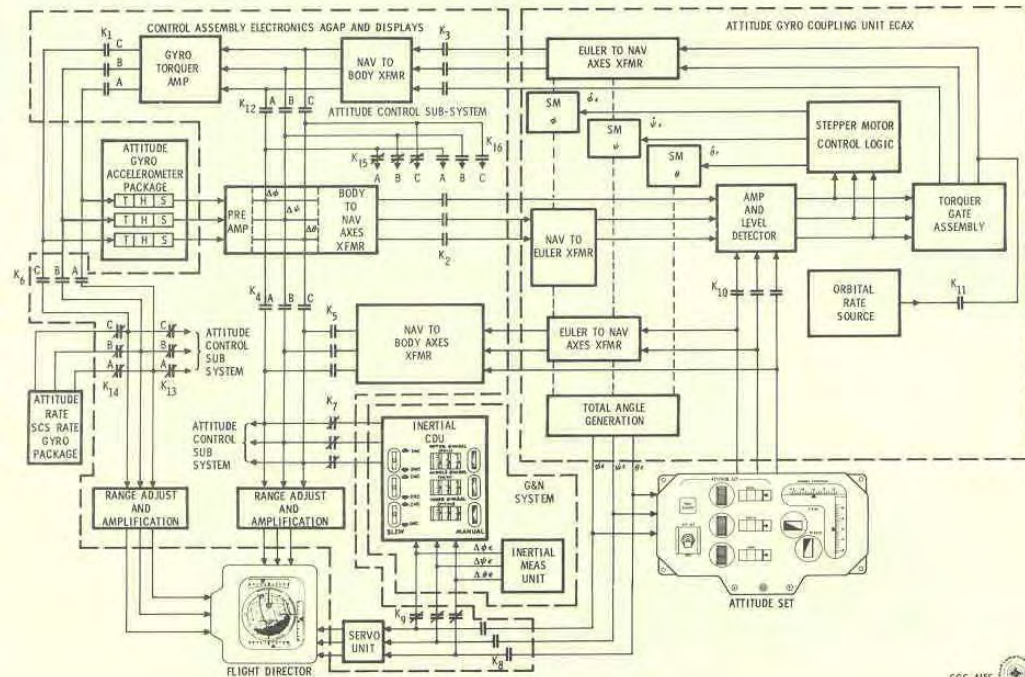 CONTROL ASSEMBLY ELECTRONICS AGAP AND DISPLAYS
ATTITUDE GYRO COUPLING UNIT ECAX
K1
C
B
A
GYRO
TORQUER
AMP
NAV TO
BODY XFMR
K3
EULER TO NAV
AXES XFMR
K12
A
B
C
ATTITUDE CONTROL SUB-SYSTEM
K15
A
B
C
A
B
C
K16
SM
ϕ
SM
ψ
SM
θ
STEPPER MOTOR
CONTROL LOGIC
ATTITUDE
GYRO
ACCELEROMETER
PACKAGE
T H S
T H S
T H S
PRE
AMP
Δϕ
Δψ
Δθ
BODY
TO
NAV
AXES
XFMR
K2
NAV TO
EULER XFMR
AMP
AND
LEVEL
DETECTOR
TORQUER
GATE
ASSEMBLY
K6
C
B
A
K4
A
B
C
K5
NAV TO
BODY AXES
XFMR
EULER TO NAV
AXES XFMR
K10
ORBITAL
RATE
SOURCE
K11
C
B
A
C
B
A
K14
K13
ATTITUDE
CONTROL
SUB
SYSTEM
ATTITUDE
RATE
SCS RATE
GYRO
PACKAGE
ATTITUDE
CONTROL
SUB
SYSTEM
K7
INERTIAL
CDU
SLEW
MANUAL
G&N
SYSTEM
TOTAL ANGLE
GENERATION
RANGE ADJUST
AND
AMPLIFICATION
RANGE ADJUST
AND
AMPLIFICATION
INERTIAL
MEAS
UNIT
Δϕe
Δψe
Δθe
ATTITUDE SET
ATTITUDE SET
K9
K8
SERVO
UNIT
FLIGHT DIRECTOR